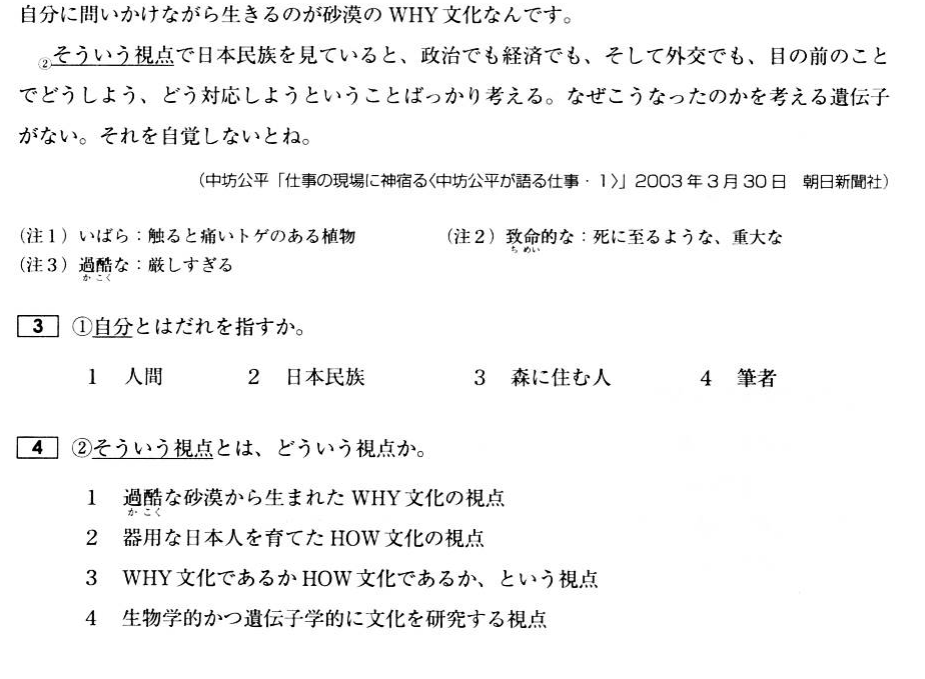 自分に問いかけながら生きるのが砂漠の WHY 文化なんです。
②そういう視点で日本民族を見ていると、政治でも経済でも、そして外交でも、目の前のこと
でどうしよう、どう対応しようということばっかり考える。なぜこうなったのかを考える遺伝子
がない。それを自覚しないとね。
(中坊公平「仕事の現場に神宿る〈中坊公平が語る仕事・1〉」2003 年 3 月 30 日 朝日新聞社)
(注1) いばら:触ると痛いトゲのある植物 (注2) 致命的な:死に至るような、重大な
ち めい
(注3) 過酷な:厳しすぎる
か こく
3 ①自分とはだれを指すか。
1 人間 2 日本民族 3 森に住む人 4 筆者
4 ②そういう視点とは、どういう視点か。
1 過酷な砂漠から生まれた WHY 文化の視点
か こく
2 器用な日本人を育てた HOW 文化の視点
3 WHY 文化であるか HOW 文化であるか、という視点
4 生物学的かつ遺伝子学的に文化を研究する視点